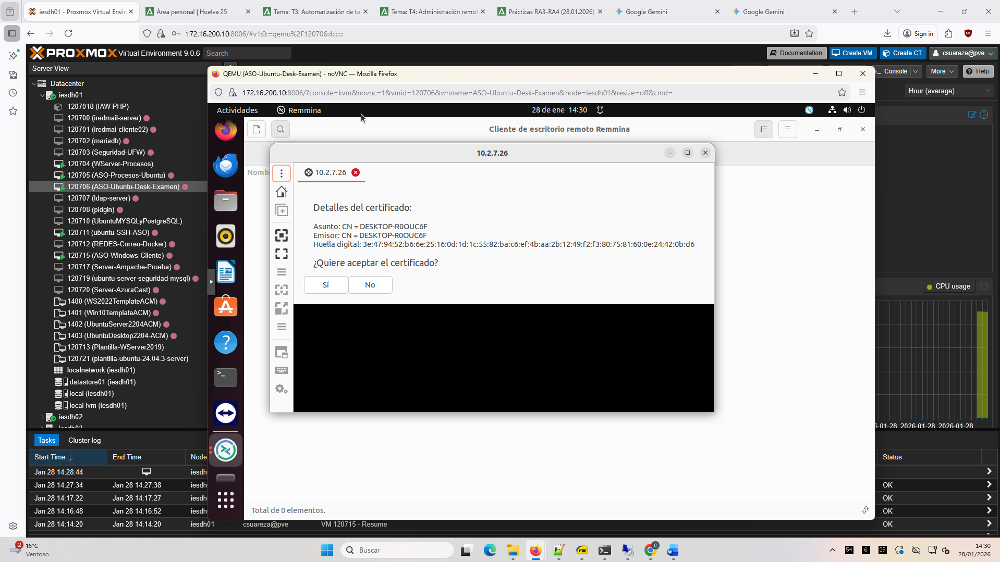 iesdh01 - Proxmox Virtual Envir
Área personal | Huelva 25
Tema: T3: Automatización de ta
Tema: T4: Administración remot
Prácticas RA3-RA4 (28.01.2026)
Google Gemini
Google Gemini
172.16.200.10:8006/#v1:0:=qemu%2F120706:4:::::::
Sign in
PROXMOX Virtual Environment 9.0.6
Search
Documentation
Create VM
Create CT
csuareza@pve
Server View
Console
More
Help
Hour (average)
Datacenter
iesdh01
1207018 (IAW-PHP)
120700 (iredmail-server)
120701 (iredmai-cliente02)
120702 (mariadb)
120703 (Seguridad-UFW)
120704 (WServer-Procesos)
120705 (ASO-Procesos-Ubuntu)
120706 (ASO-Ubuntu-Desk-Examen)
120707 (ldap-server)
120708 (pidgin)
120710 (UbuntuMYSQLyPostgreSQL)
120711 (ubuntu-SSH-ASO)
120712 (REDES-Correo-Docker)
120715 (ASO-Windows-Cliente)
120717 (Server-Ampache-Prueba)
120719 (ubuntu-server-seguridad-mysql)
120720 (Server-AzuraCast)
1400 (WS2022TemplateACM)
1401 (Win10TemplateACM)
1402 (UbuntuServer2204ACM)
1403 (UbuntuDesktop2204-ACM)
120713 (Plantilla-WServer2019)
120721 (plantilla-ubuntu-24.04.3-server)
localnetwork (iesdh01)
datastore01 (iesdh01)
local (iesdh01)
local-lvm (iesdh01)
iesdh02
QEMU (ASO-Ubuntu-Desk-Examen) - noVNC — Mozilla Firefox
172.16.200.10:8006/?console=kvm&novnc=1&vmid=120706&vmname=ASO-Ubuntu-Desk-Examen&node=iesdh01&resize=off&cmd=
Actividades
Remmina
28 de ene 14:30
Cliente de escritorio remoto Remmina
Nomb
10.2.7.26
10.2.7.26
Detalles del certificado:
Asunto: CN = DESKTOP-R0OUC6F
Emisor: CN = DESKTOP-R0OUC6F
Huella digital: 3e:47:94:52:b6:6e:25:16:0d:1d:1c:55:82:ba:c6:ef:4b:aa:2b:12:49:f2:f3:80:75:81:60:0e:24:42:0b:d6
¿Quiere aceptar el certificado?
Sí
No
Total de 0 elementos.
CPU usage
2026-01-28 2026-01-28
Tasks
Cluster log
Start Time
End Time
Node
Status
Jan 28 14:28:44
iesdh
Jan 28 14:27:34
Jan 28 14:27:38
iesdh
OK
Jan 28 14:17:22
Jan 28 14:17:27
iesdh
OK
Jan 28 14:16:48
Jan 28 14:16:52
iesdh
OK
Jan 28 14:14:20
Jan 28 14:14:20
iesdh01
csuareza@pve
VM 120715 - Resume
OK
2
16°C
Ventoso
Buscar
PDF
C
54
6
39
14:30
28/01/2026